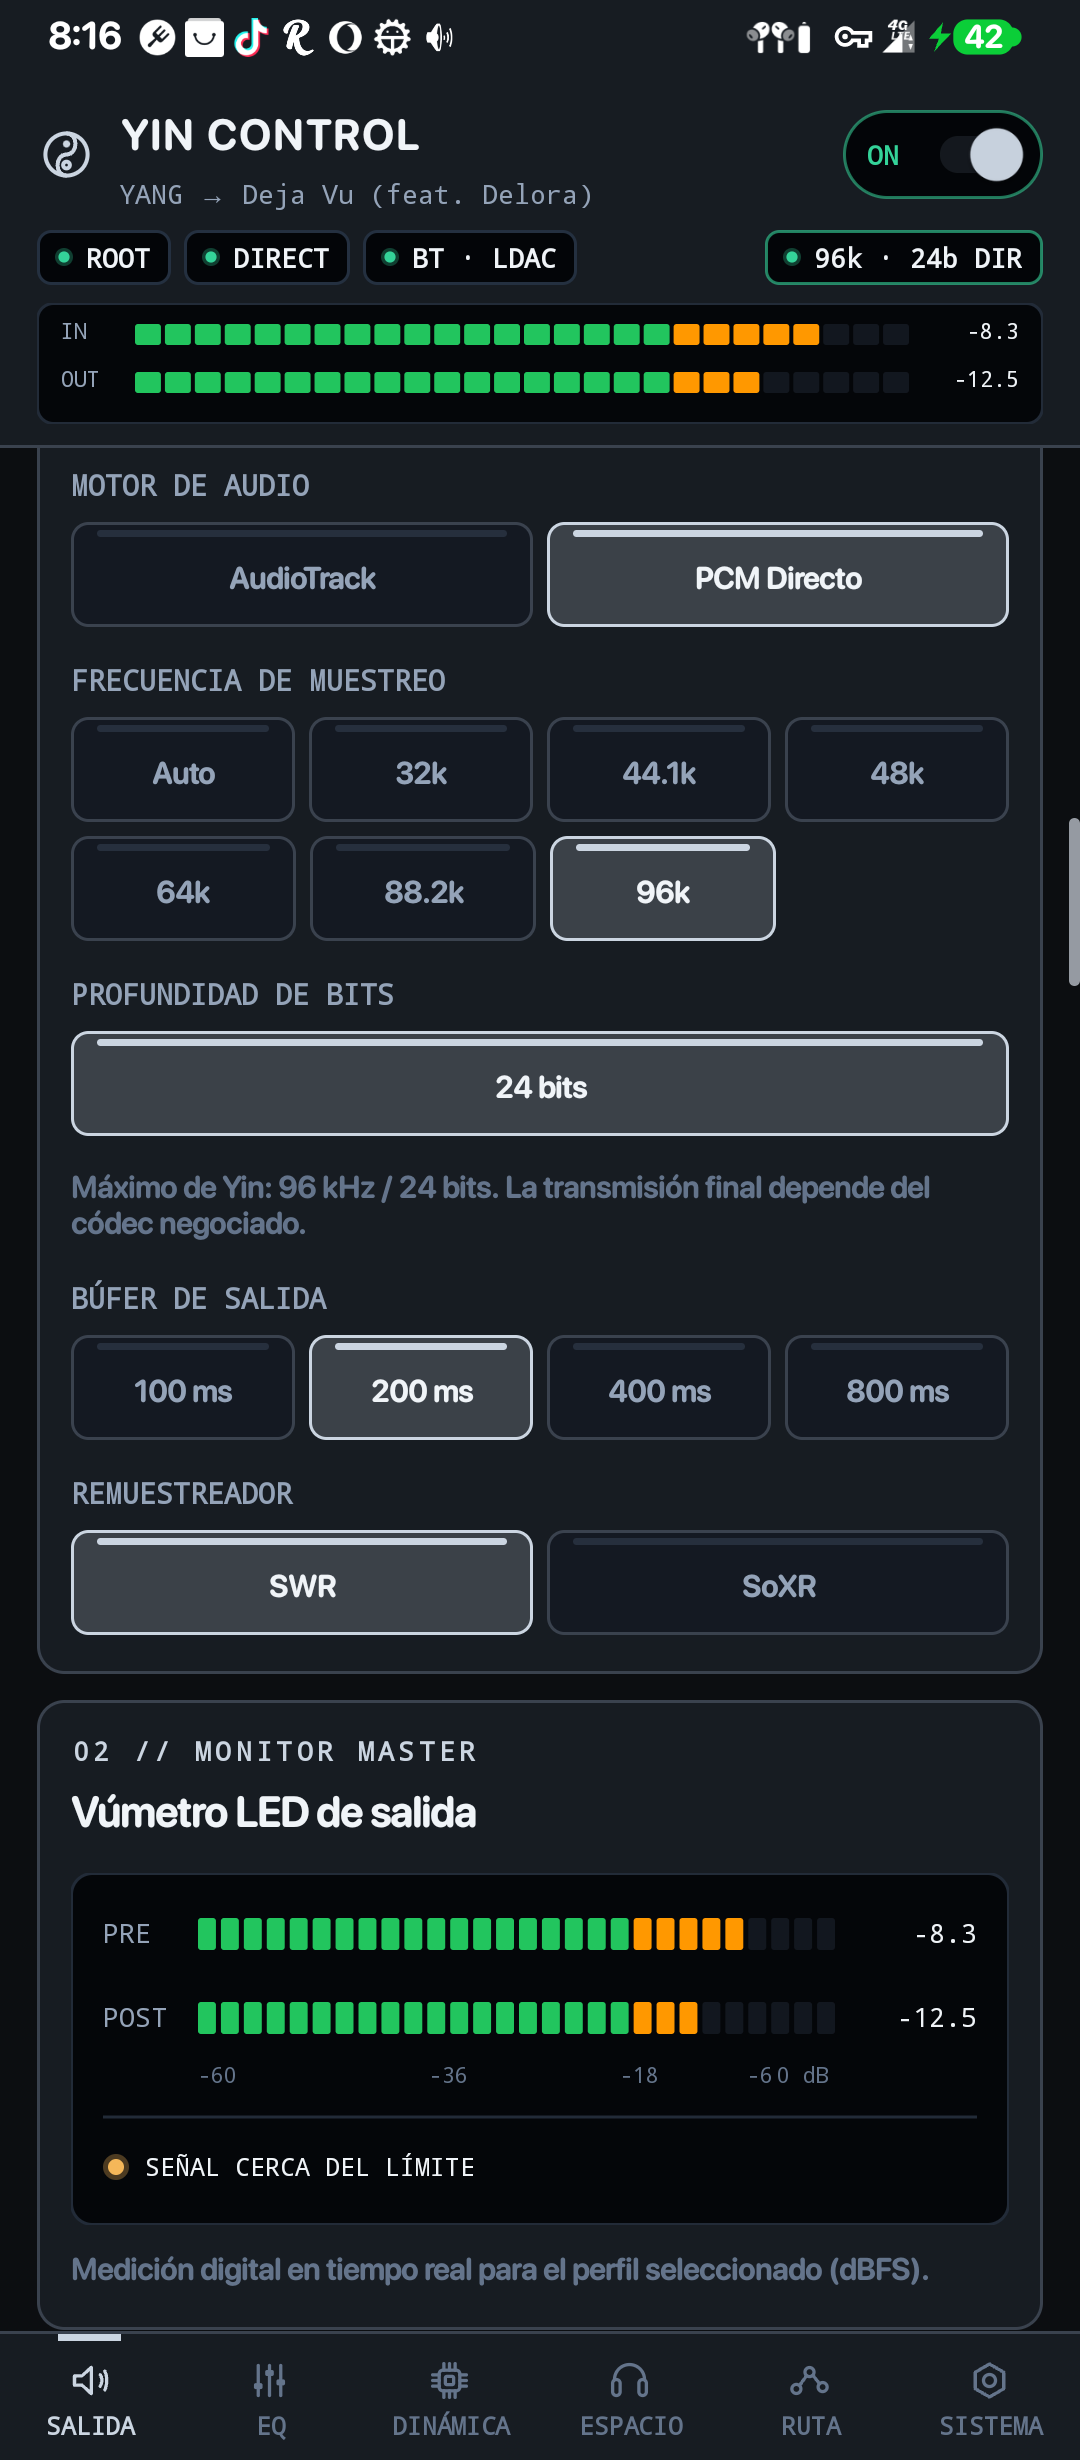 8:16
4G
LTE
42
YIN CONTROL
YANG → Deja Vu (feat. Delora)
ON
ROOT
DIRECT
BT · LDAC
96k · 24b DIR
IN -8.3
OUT -12.5
MOTOR DE AUDIO
AudioTrack
PCM Directo
FRECUENCIA DE MUESTREO
Auto
32k
44.1k
48k
64k
88.2k
96k
PROFUNDIDAD DE BITS
24 bits
Máximo de Yin: 96 kHz / 24 bits. La transmisión final depende del
códec negociado.
BÚFER DE SALIDA
100 ms
200 ms
400 ms
800 ms
REMUESTREADOR
SWR
SoXR
02 // MONITOR MASTER
Vúmetro LED de salida
PRE -8.3
POST -12.5
-60 -36 -18 -6 0 dB
SEÑAL CERCA DEL LÍMITE
Medición digital en tiempo real para el perfil seleccionado (dBFS).
SALIDA
EQ
DINÁMICA
ESPACIO
RUTA
SISTEMA